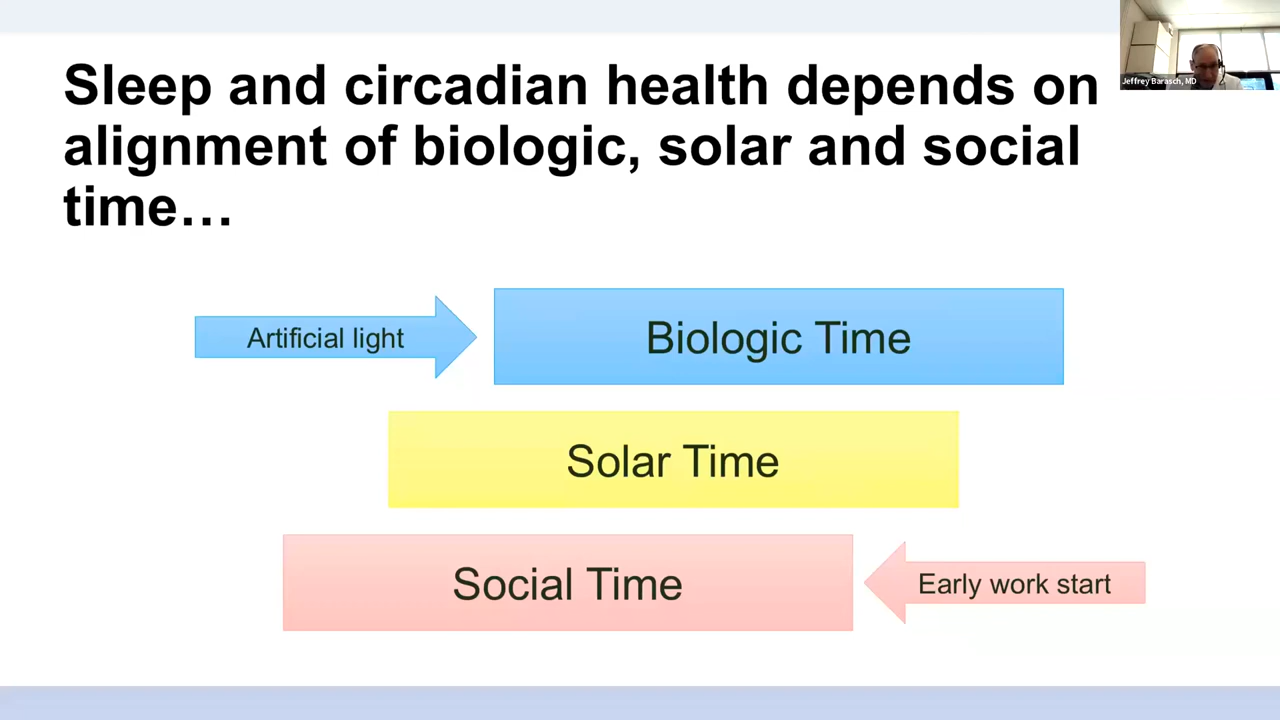 Sleep and circadian health depends on
alignment of biologic, solar and social
time…
Jeffrey Barasch, MD
Artificial light
Biologic Time
Solar Time
Social Time
Early work start